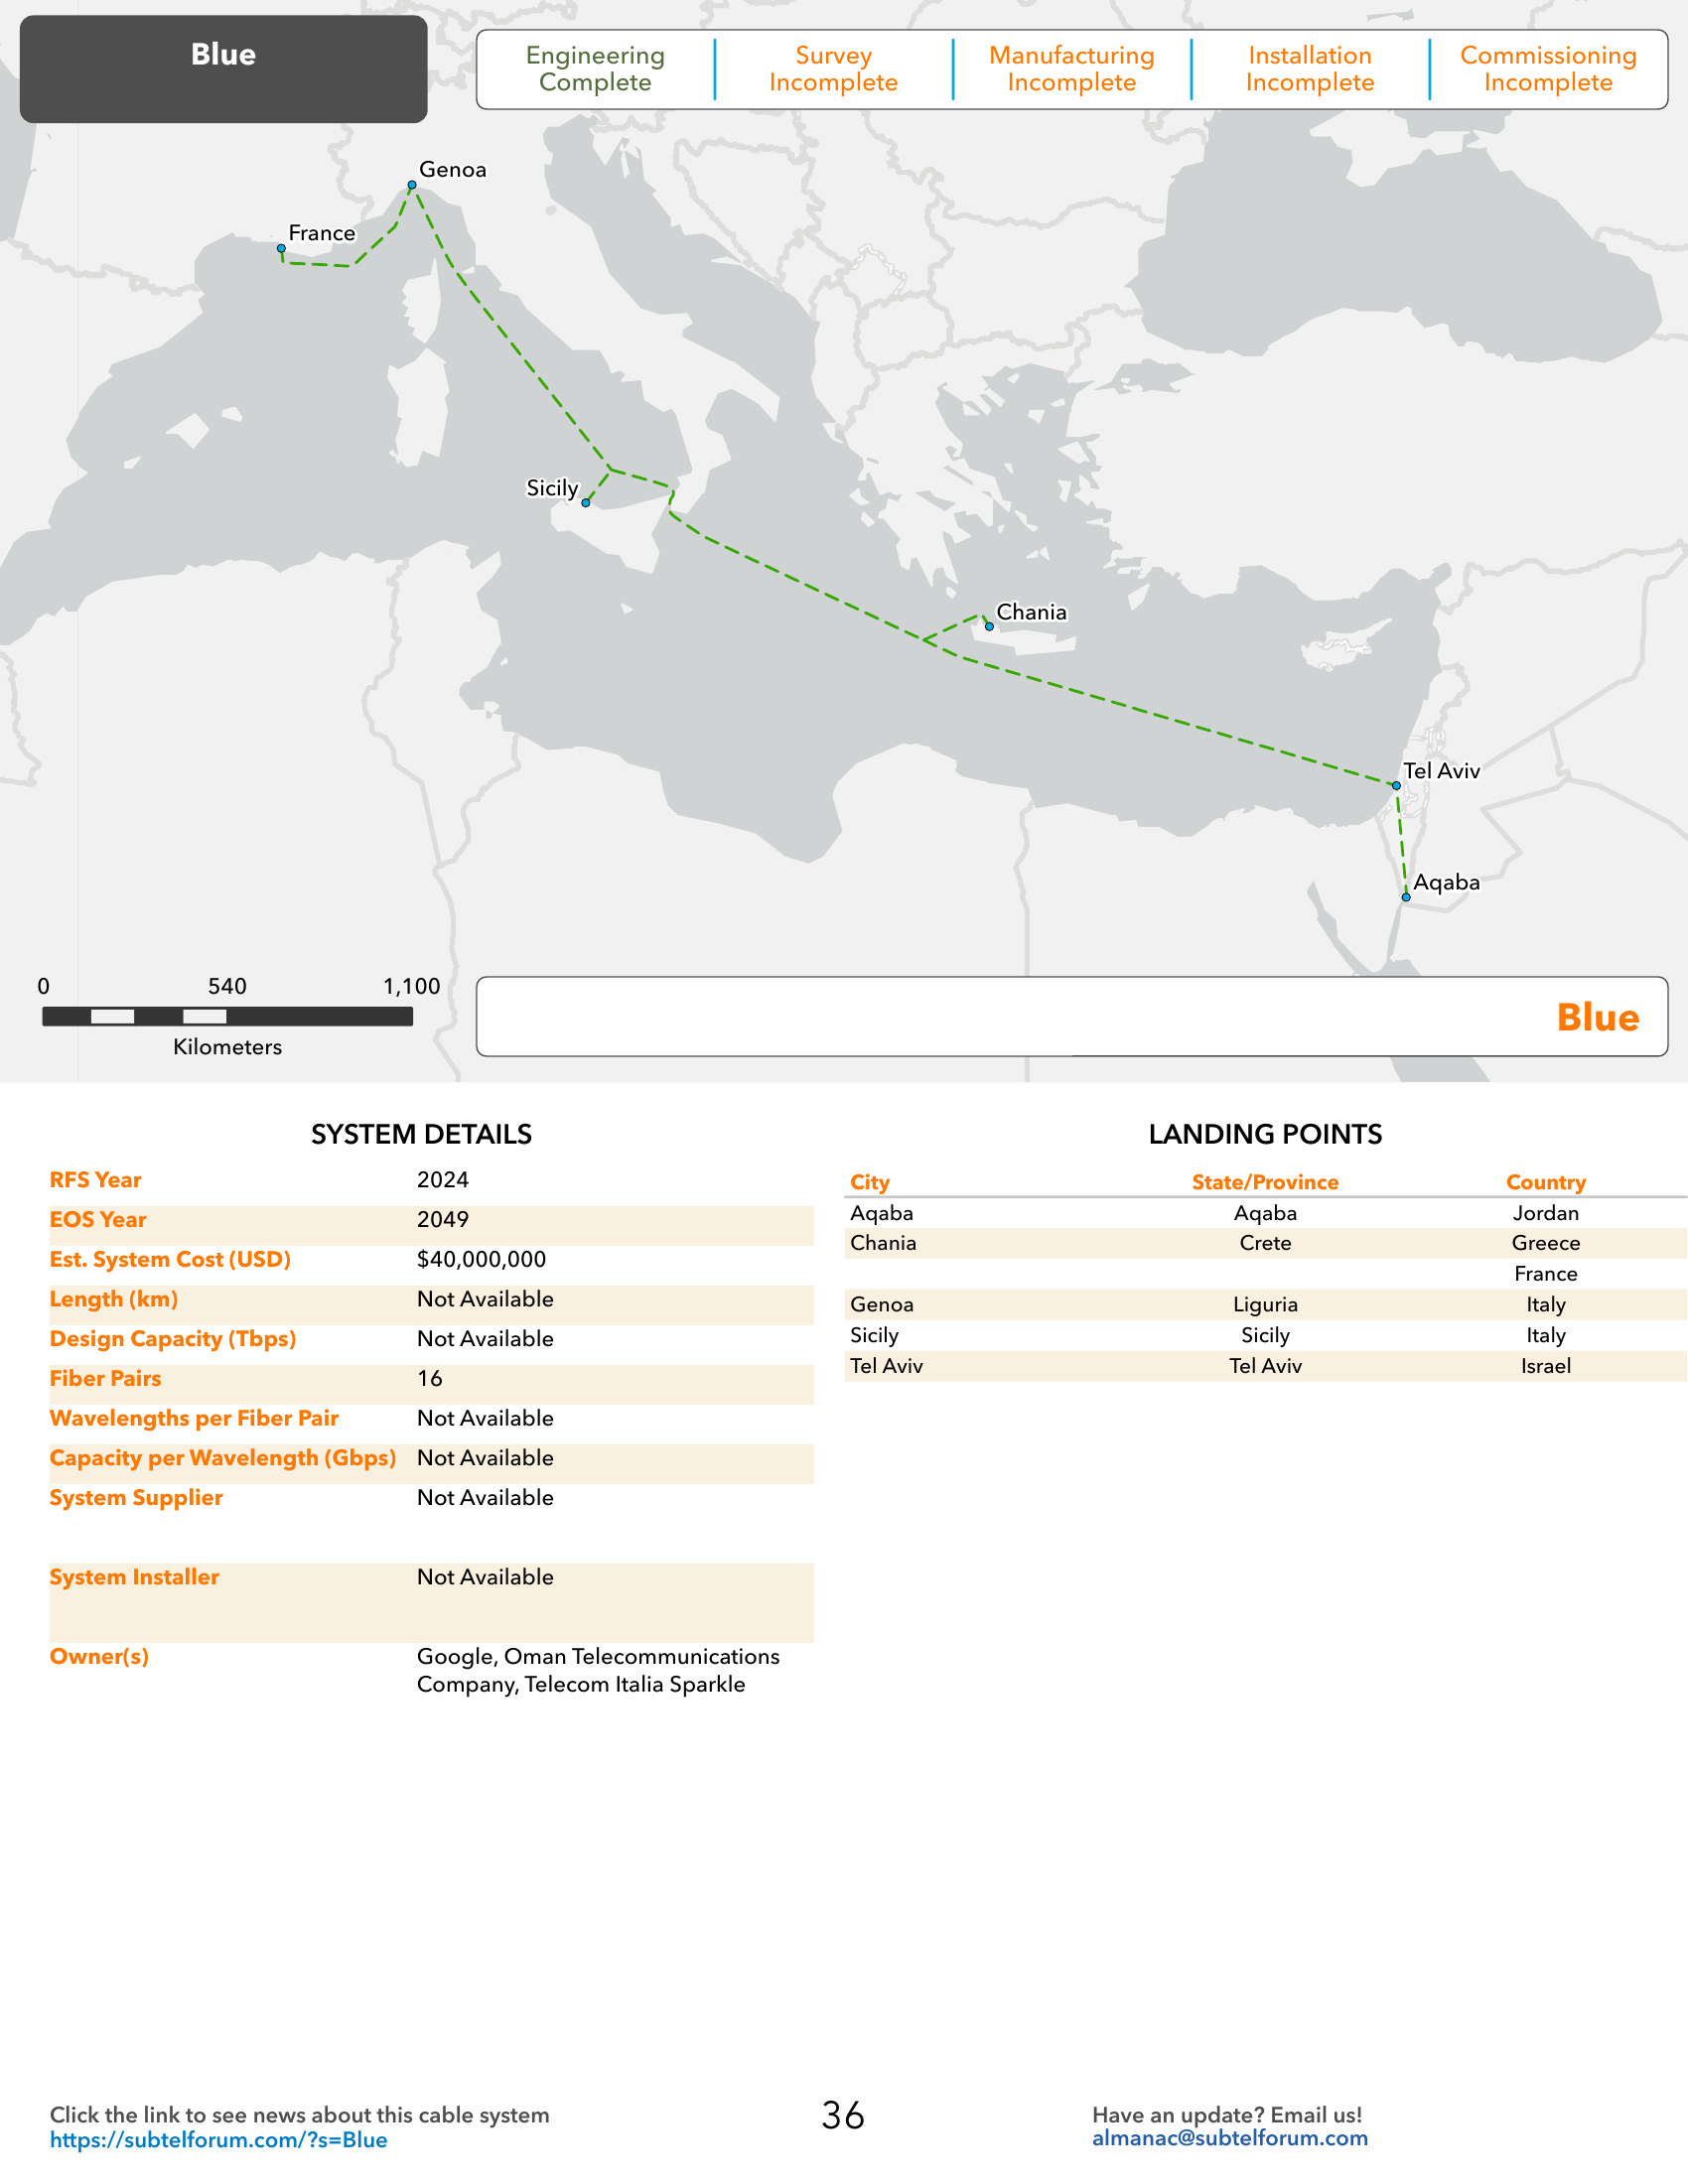 Blue
Engineering Complete
Survey Incomplete
Manufacturing Incomplete
Installation Incomplete
Commissioning Incomplete
Genoa
France
Sicily
Chania
Tel Aviv
Aqaba
0 540 1,100
Kilometers
Blue
SYSTEM DETAILS
RFS Year 2024
EOS Year 2049
Est. System Cost (USD) $40,000,000
Length (km) Not Available
Design Capacity (Tbps) Not Available
Fiber Pairs 16
Wavelengths per Fiber Pair Not Available
Capacity per Wavelength (Gbps) Not Available
System Supplier Not Available
System Installer Not Available
Owner(s) Google, Oman Telecommunications
Company, Telecom Italia Sparkle
LANDING POINTS
City State/Province Country
Aqaba Aqaba Jordan
Chania Crete Greece
France
Genoa Liguria Italy
Sicily Sicily Italy
Tel Aviv Tel Aviv Israel
Click the link to see news about this cable system
https://subtelforum.com/?s=Blue
36
Have an update? Email us!
almanac@subtelforum.com